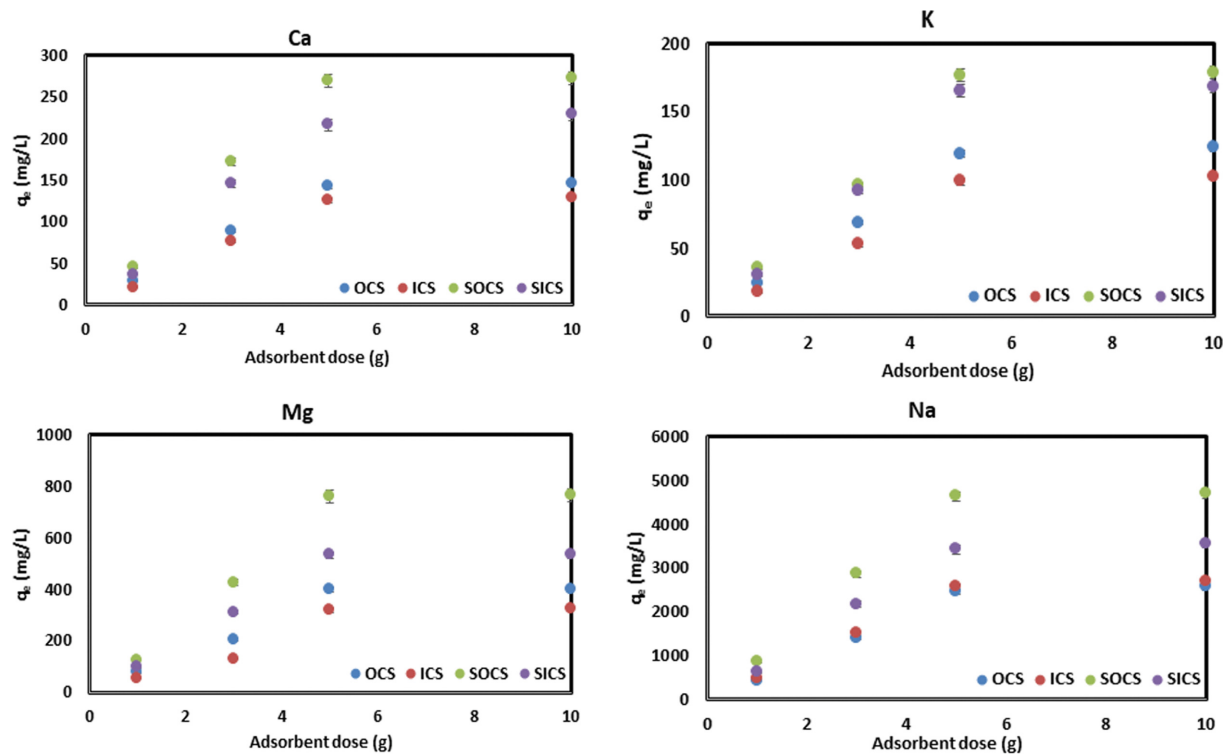 Ca
300
250
200
150
100
50
0
qₑ (mg/L)
0 2 4 6 8 10
Adsorbent dose (g)
OCS ICS SOCS SICS
K
200
150
100
50
0
qₑ (mg/L)
0 2 4 6 8 10
Adsorbent dose (g)
OCS ICS SOCS SICS
Mg
1000
800
600
400
200
0
qₑ (mg/L)
0 2 4 6 8 10
Adsorbent dose (g)
OCS ICS SOCS SICS
Na
6000
5000
4000
3000
2000
1000
0
qₑ (mg/L)
0 2 4 6 8 10
Adsorbent dose (g)
OCS ICS SOCS SICS